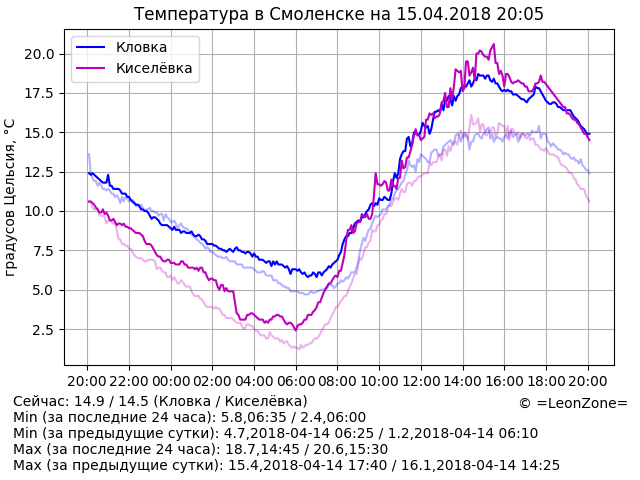 Температура в Смоленске на 15.04.2018 20:05
градусов Цельсия, °C
Кловка
Киселёвка
20.0
17.5
15.0
12.5
10.0
7.5
5.0
2.5
20:00 22:00 00:00 02:00 04:00 06:00 08:00 10:00 12:00 14:00 16:00 18:00 20:00
Сейчас: 14.9 / 14.5 (Кловка / Киселёвка)
© =LeonZone=
Min (за последние 24 часа): 5.8,06:35 / 2.4,06:00
Min (за предыдущие сутки): 4.7,2018-04-14 06:25 / 1.2,2018-04-14 06:10
Max (за последние 24 часа): 18.7,14:45 / 20.6,15:30
Max (за предыдущие сутки): 15.4,2018-04-14 17:40 / 16.1,2018-04-14 14:25